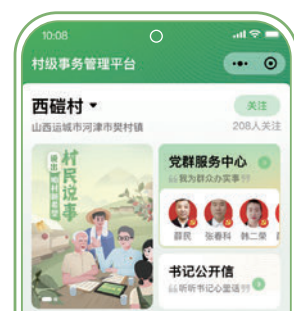 10:08
村级事务管理平台
西磑村
关注
山西运城市河津市樊村镇
208人关注
村民说事
党群服务中心
我为群众办实事
薛民 张春科 韩二荣
书记公开信
听听书记心里话